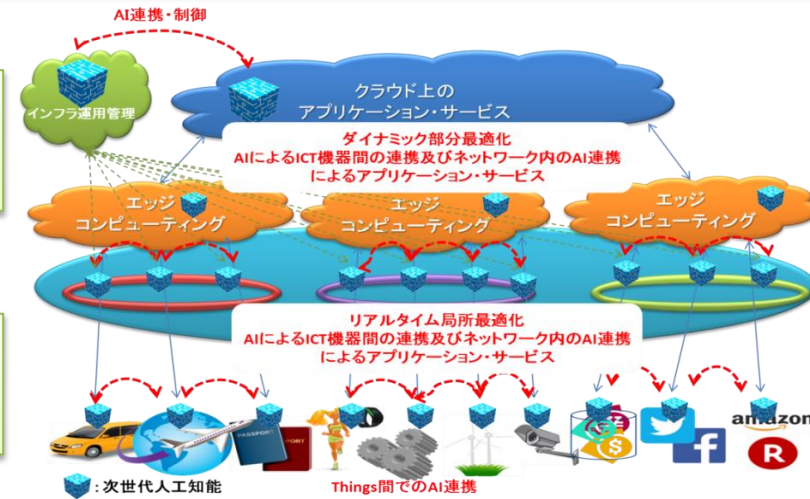 AI連携・制御
インフラ運用管理
クラウド上の
アプリケーション・サービス
ダイナミック部分最適化
AIによるICT機器間の連携及びネットワーク内のAI連携
によるアプリケーション・サービス
エッジ
コンピューティング
エッジ
コンピューティング
エッジ
コンピューティング
リアルタイム局所最適化
AIによるICT機器間の連携及びネットワーク内のAI連携
によるアプリケーション・サービス
PASSPORT
PORT
amazon
R
:次世代人工知能
Things間でのAI連携